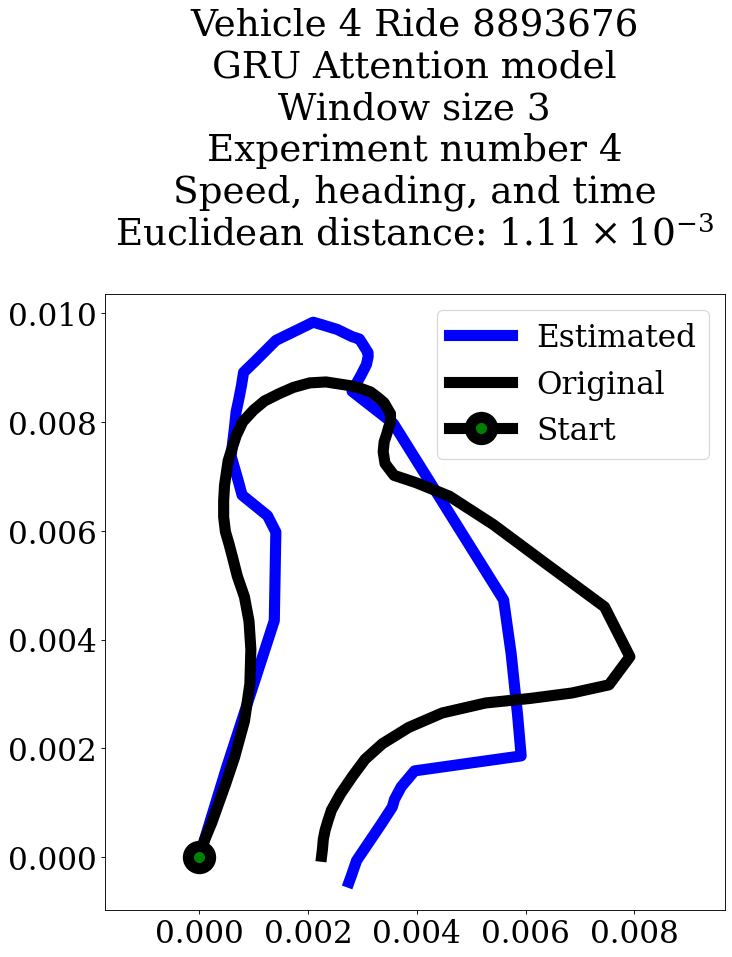 Vehicle 4 Ride 8893676
GRU Attention model
Window size 3
Experiment number 4
Speed, heading, and time
Euclidean distance: 1.11 × 10⁻³
Estimated
Original
Start
0.010
0.008
0.006
0.004
0.002
0.000
0.000 0.002 0.004 0.006 0.008